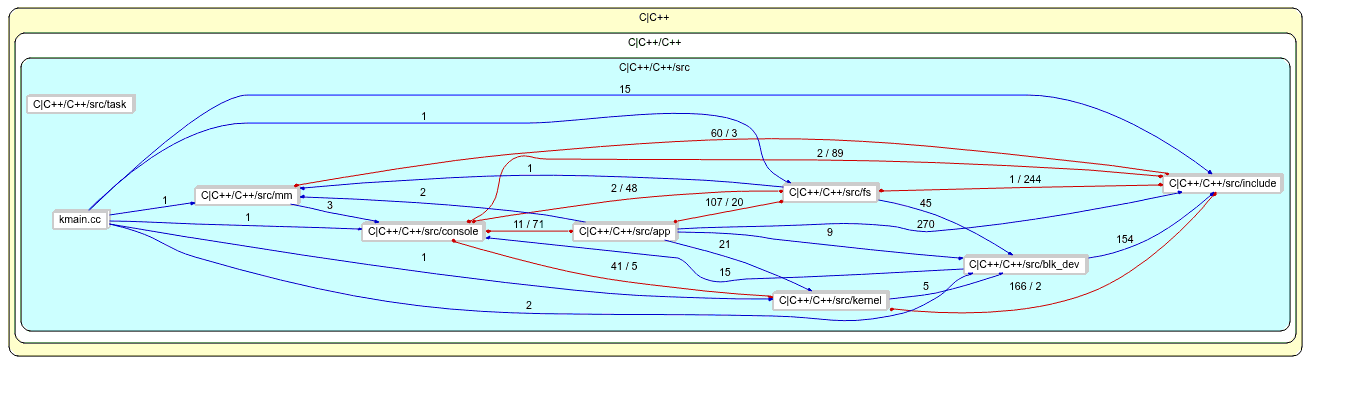 C|C++
C|C++/C++
C|C++/C++/src
15
C|C++/C++/src/task
1
60 / 3
2 / 89
1
1 / 244
C|C++/C++/src/include
2 / 48
C|C++/C++/src/fs
C|C++/C++/src/mm
2
1
3
107 / 20
45
kmain.cc
1
11 / 71
270
C|C++/C++/src/console
C|C++/C++/src/app
9
154
21
1
41 / 5
15
C|C++/C++/src/blk_dev
5
166 / 2
C|C++/C++/src/kernel
2